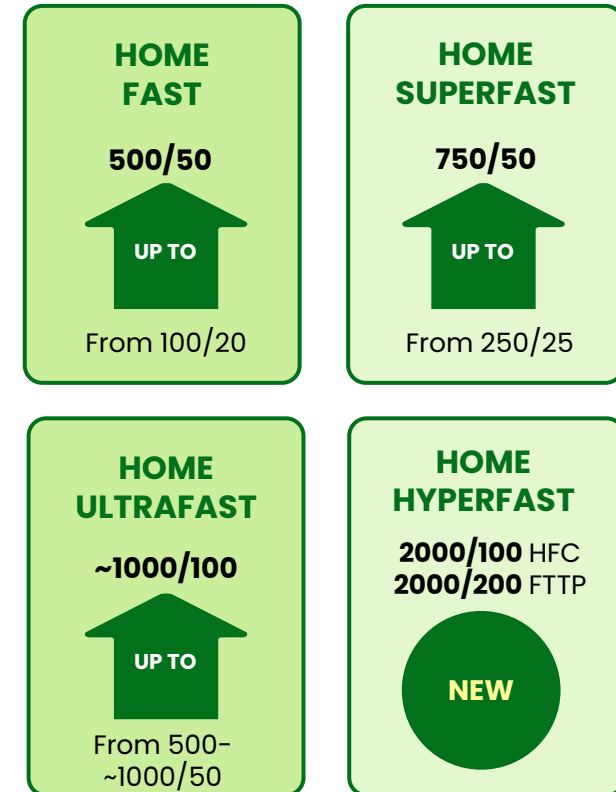 HOME
FAST
500/50
UP TO
From 100/20
HOME
SUPERFAST
750/50
UP TO
From 250/25
HOME
ULTRAFAST
~1000/100
UP TO
From 500-
~1000/50
HOME
HYPERFAST
2000/100 HFC
2000/200 FTTP
NEW